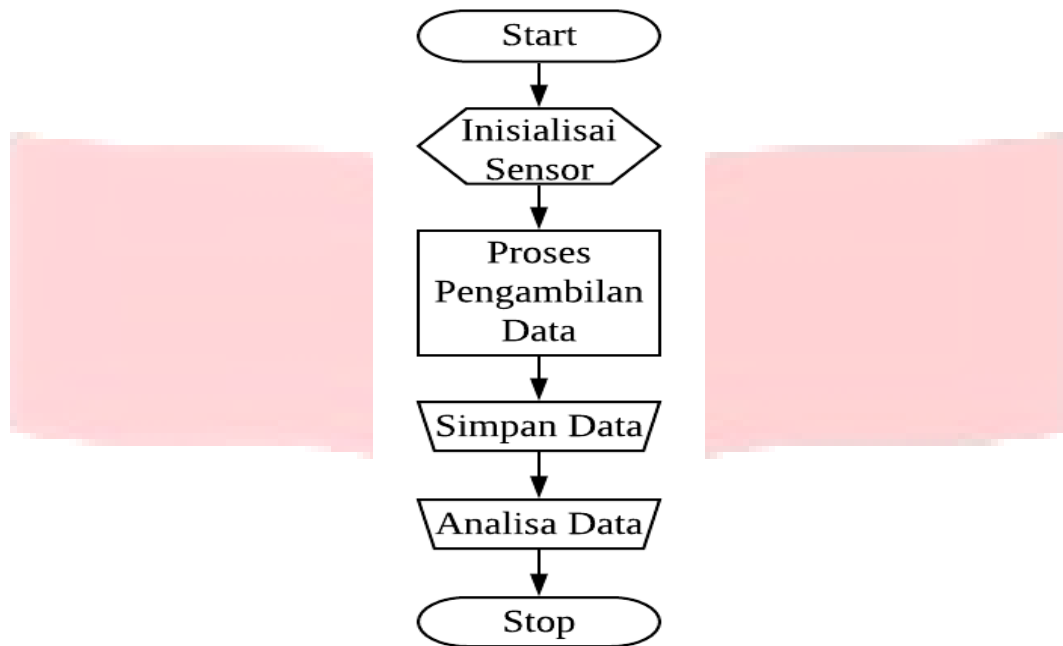 Start
Inisialisai
Sensor
Proses
Pengambilan
Data
Simpan Data
Analisa Data
Stop